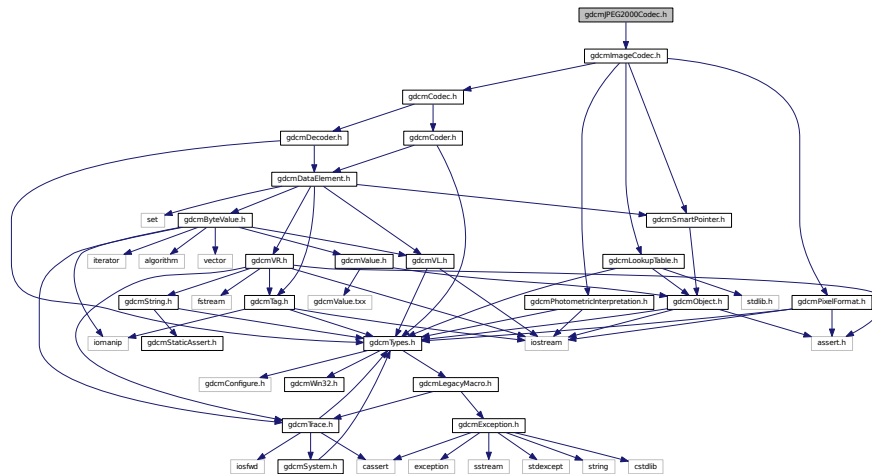 gdcmJPEG2000Codec.h
gdcmImageCodec.h
gdcmCodec.h
gdcmDecoder.h
gdcmCoder.h
gdcmDataElement.h
set
gdcmByteValue.h
gdcmSmartPointer.h
iterator
algorithm
vector
gdcmVR.h
gdcmValue.h
gdcmVL.h
gdcmLookupTable.h
gdcmString.h
fstream
gdcmTag.h
gdcmValue.txx
gdcmPhotometricInterpretation.h
gdcmObject.h
stdlib.h
gdcmPixelFormat.h
iomanip
gdcmStaticAssert.h
gdcmTypes.h
iostream
assert.h
gdcmConfigure.h
gdcmWin32.h
gdcmLegacyMacro.h
gdcmTrace.h
gdcmException.h
iosfwd
gdcmSystem.h
cassert
exception
sstream
stdexcept
string
cstdlib